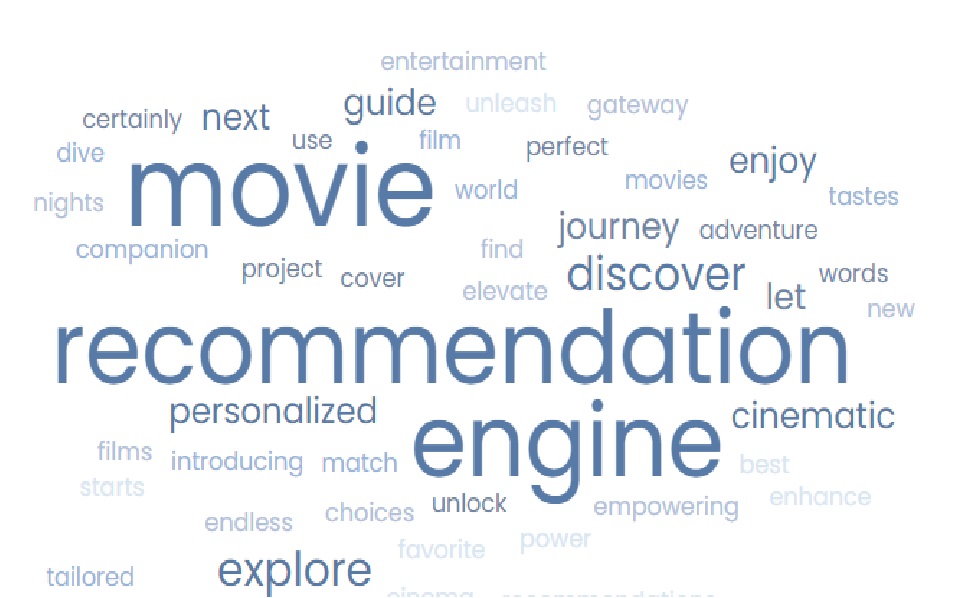 entertainment
guide unleash gateway
certainly next
use film perfect
dive movie enjoy
world movies
nights tastes
journey adventure
companion find
project cover discover words
elevate let new
recommendation
personalized cinematic
engine
films introducing match best
starts enhance
unlock empowering
endless choices
favorite power
tailored explore
cinema recommendations